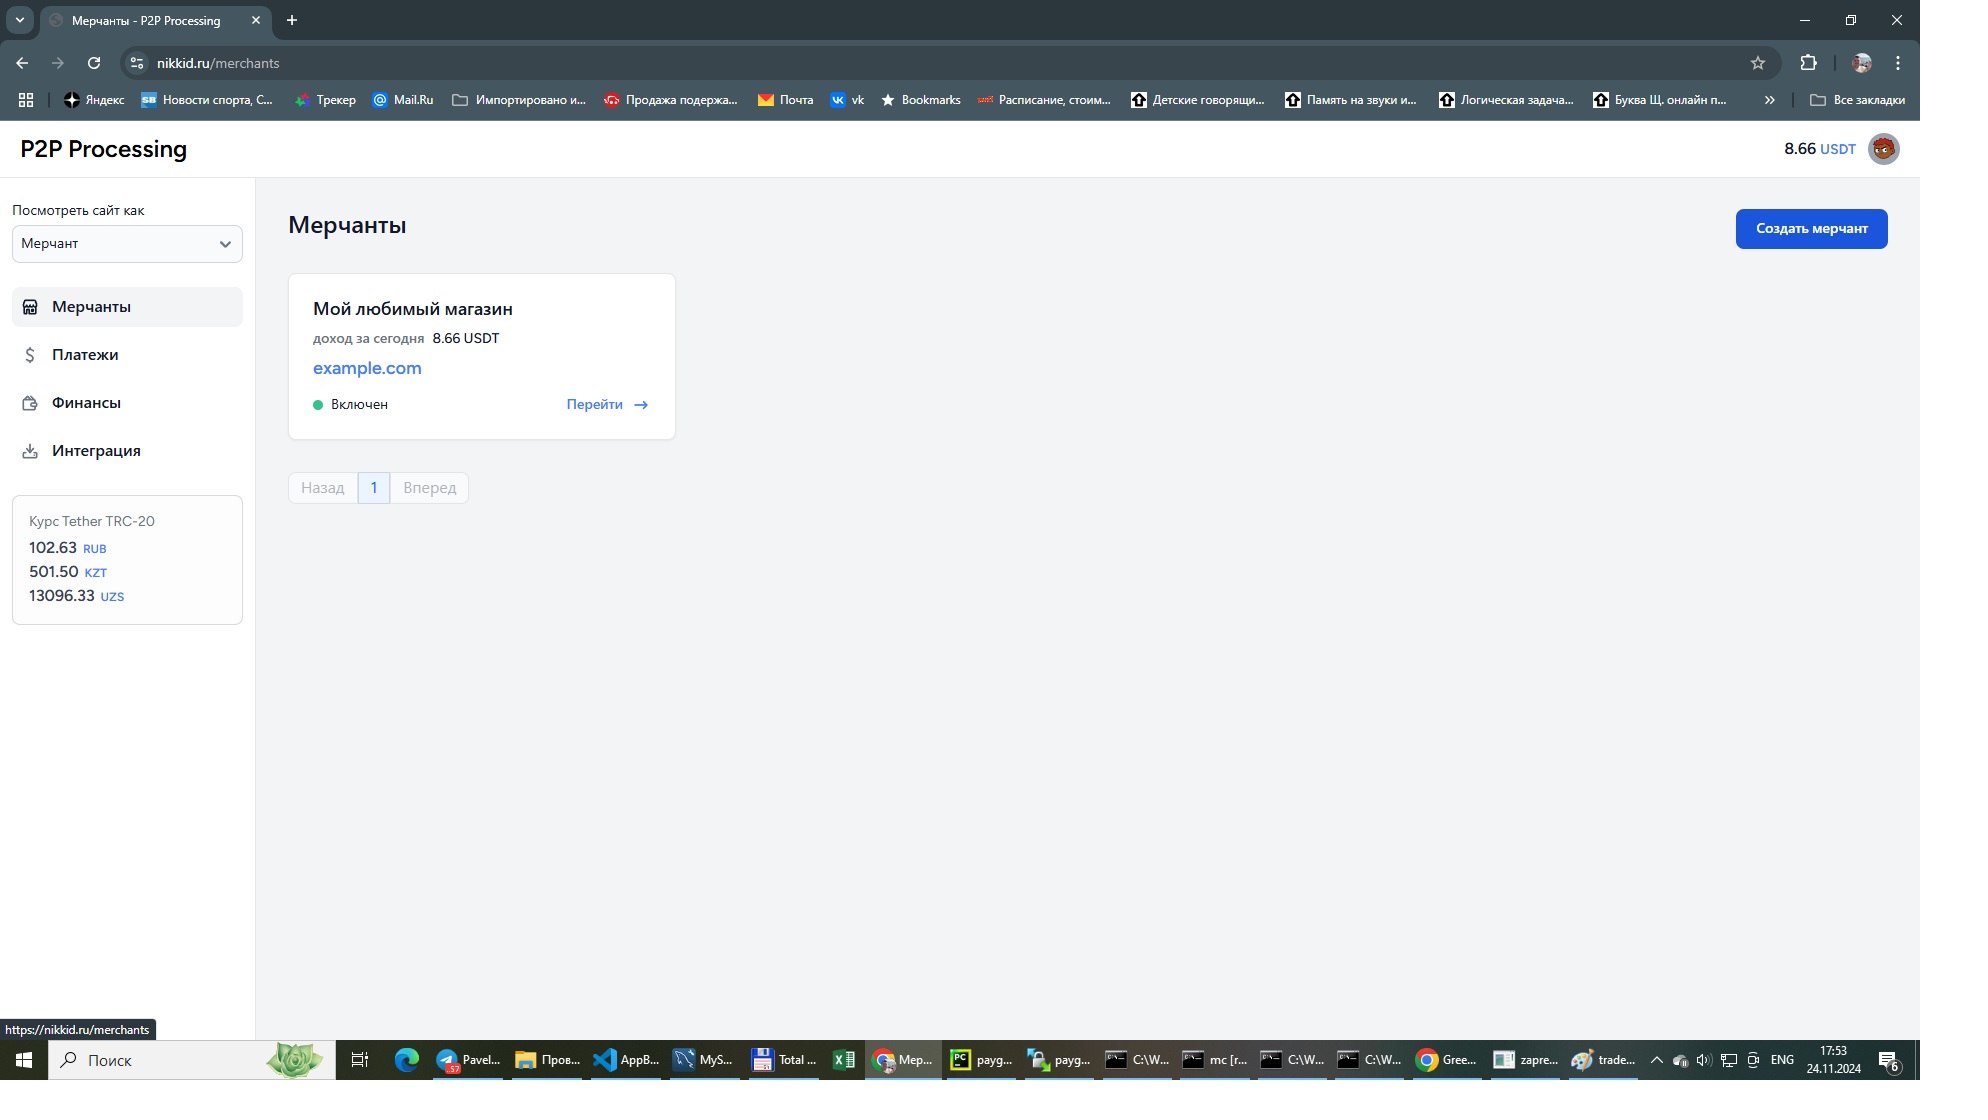 Мерчанты - P2P Processing
nikkid.ru/merchants
Яндекс
Новости спорта, С...
Трекер
Mail.Ru
Импортировано и...
Продажа подержа...
Почта
vk
Bookmarks
Расписание, стоим...
Детские говорящи...
Память на звуки и...
Логическая задача...
Буква Щ. онлайн п...
Все закладки
P2P Processing
8.66 USDT
Посмотреть сайт как
Мерчант
Мерчанты
Платежи
Финансы
Интеграция
Курс Tether TRC-20
102.63 RUB
501.50 KZT
13096.33 UZS
Мерчанты
Создать мерчант
Мой любимый магазин
доход за сегодня 8.66 USDT
example.com
Включен
Перейти →
Назад 1 Вперед
https://nikkid.ru/merchants
Поиск
57
Pavel...
Пров...
AppB...
MyS...
Total ...
Мер...
PC
payg...
payg...
C:\W...
mc [r...
C:\W...
C:\W...
Gree...
zapre...
trade...
ENG
17:53
24.11.2024
6